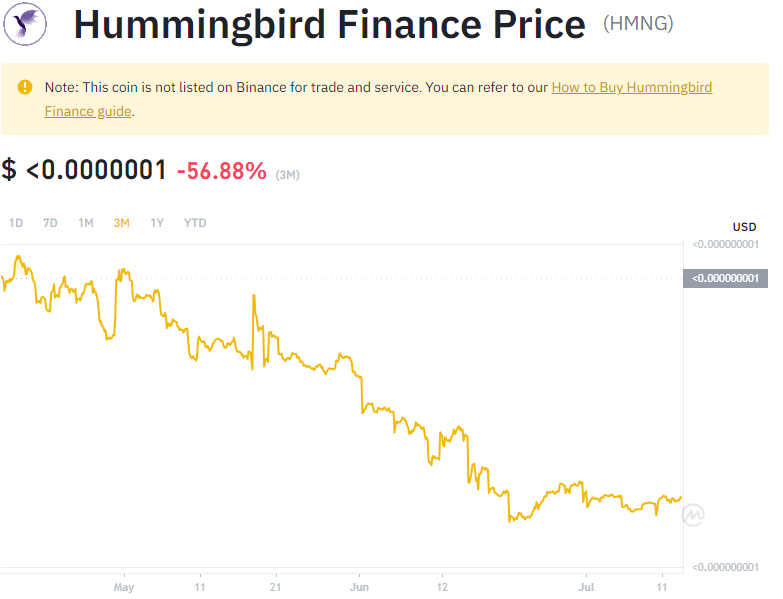 Hummingbird Finance Price (HMNG)
Note: This coin is not listed on Binance for trade and service. You can refer to our How to Buy Hummingbird
Finance guide.
$ <0.0000001 -56.88% (3M)
1D 7D 1M 3M 1Y YTD
USD
<0.000000001
<0.000000001
<0.000000001
May 11 21 Jun 12 Jul 11